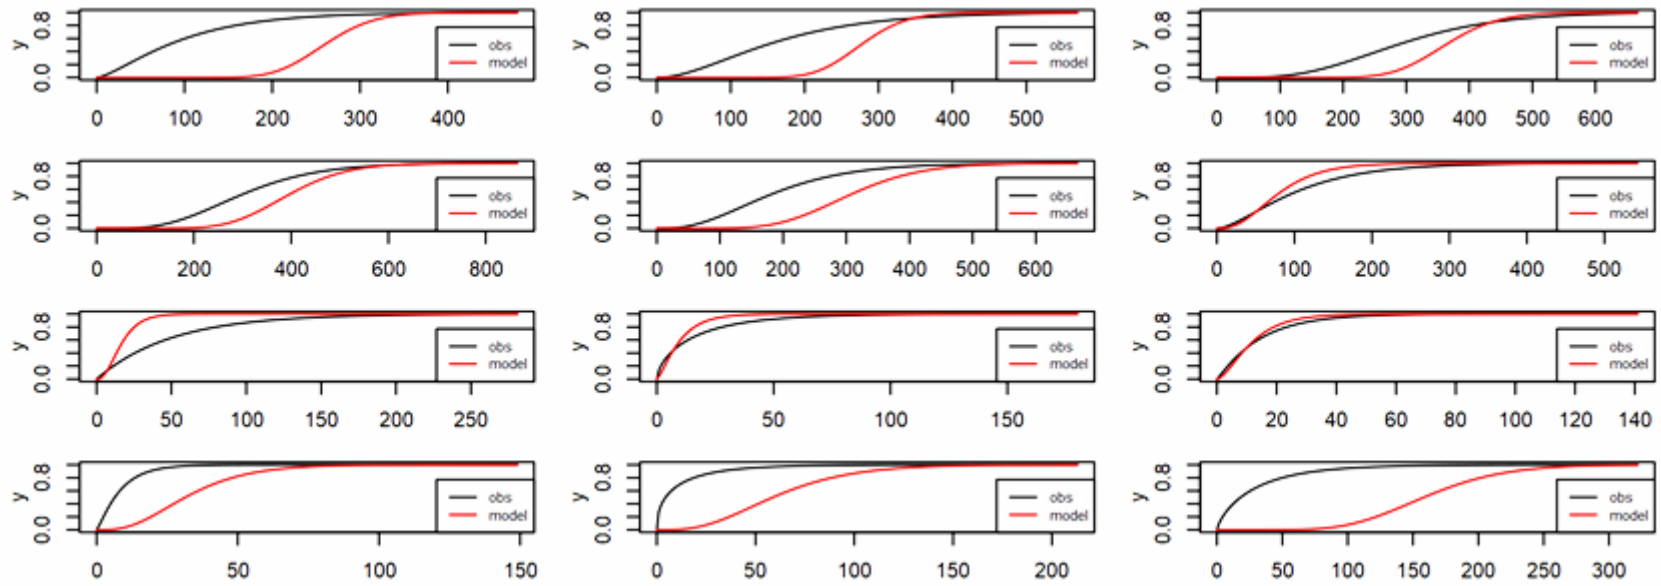 y 0.0 0.8 obs model
0 100 200 300 400
y 0.0 0.8 obs model
0 100 200 300 400 500
y 0.0 0.8 obs model
0 100 200 300 400 500 600
y 0.0 0.8 obs model
0 200 400 600 800
y 0.0 0.8 obs model
0 100 200 300 400 500 600
y 0.0 0.8 obs model
0 100 200 300 400 500
y 0.0 0.8 obs model
0 50 100 150 200 250
y 0.0 0.8 obs model
0 50 100 150
y 0.0 0.8 obs model
0 20 40 60 80 100 120 140
y 0.0 0.8 obs model
0 50 100 150
y 0.0 0.8 obs model
0 50 100 150 200
y 0.0 0.8 obs model
0 50 100 150 200 250 300